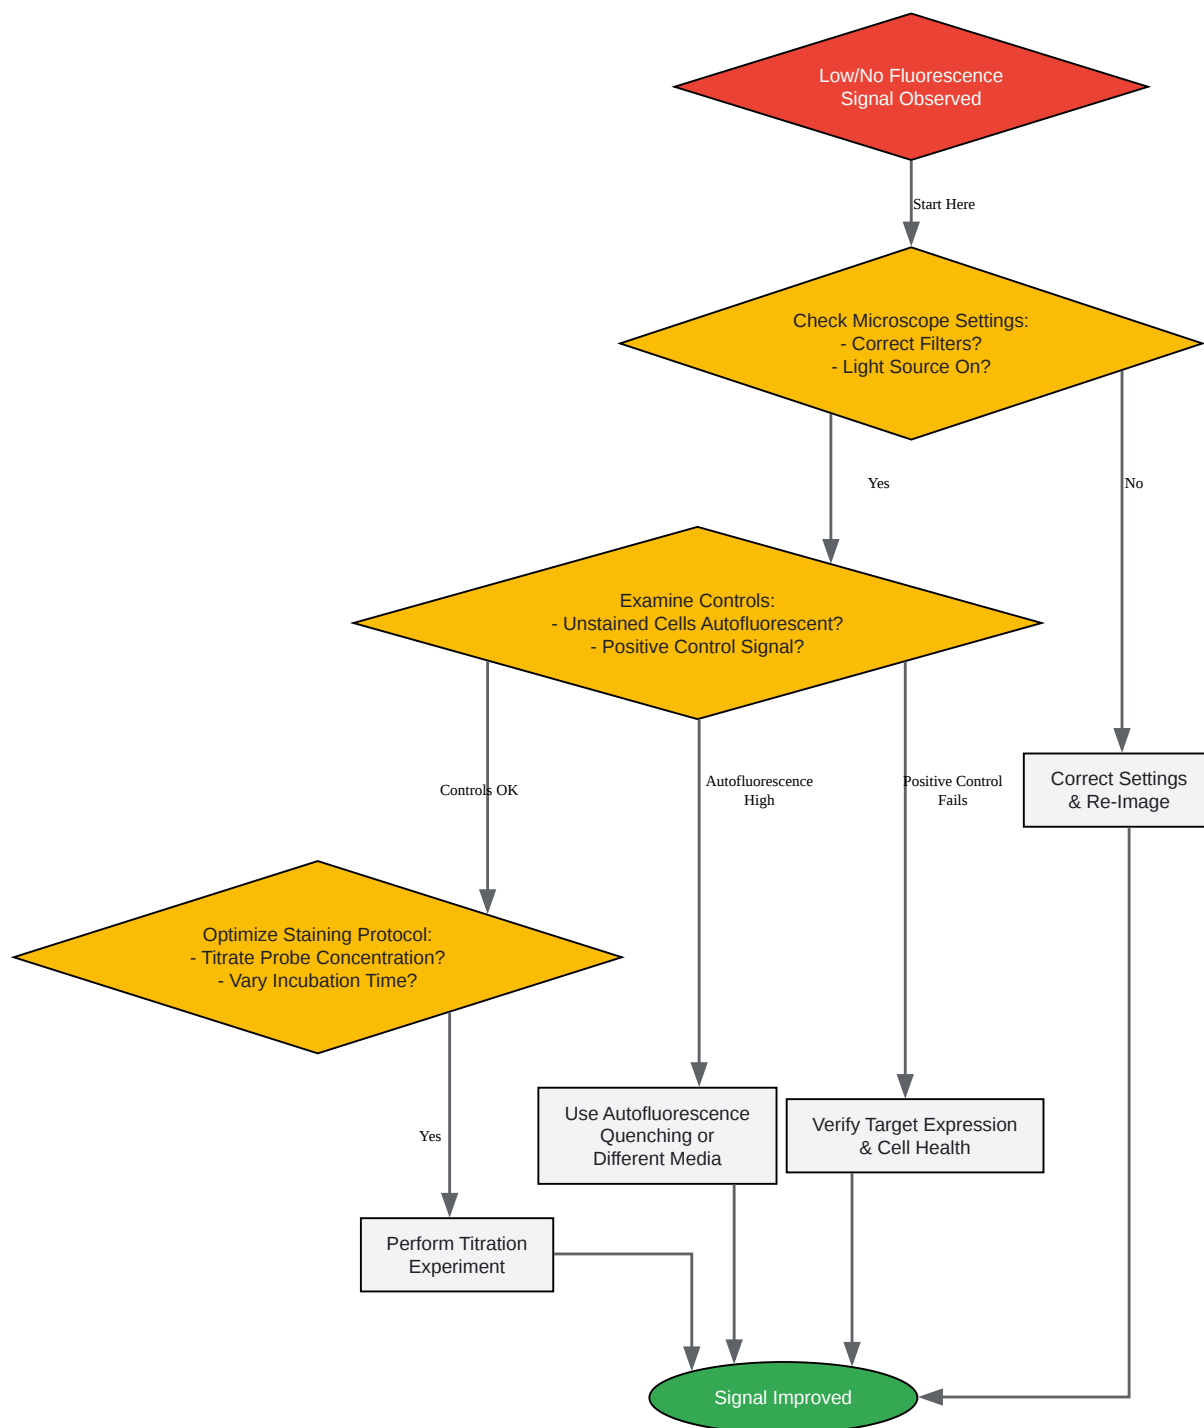 Low/No Fluorescence
Signal Observed
Start Here
Check Microscope Settings:
- Correct Filters?
- Light Source On?
Yes
No
Examine Controls:
- Unstained Cells Autofluorescent?
- Positive Control Signal?
Controls OK
Autofluorescence
High
Positive Control
Fails
Correct Settings
& Re-Image
Optimize Staining Protocol:
- Titrate Probe Concentration?
- Vary Incubation Time?
Yes
Use Autofluorescence
Quenching or
Different Media
Verify Target Expression
& Cell Health
Perform Titration
Experiment
Signal Improved